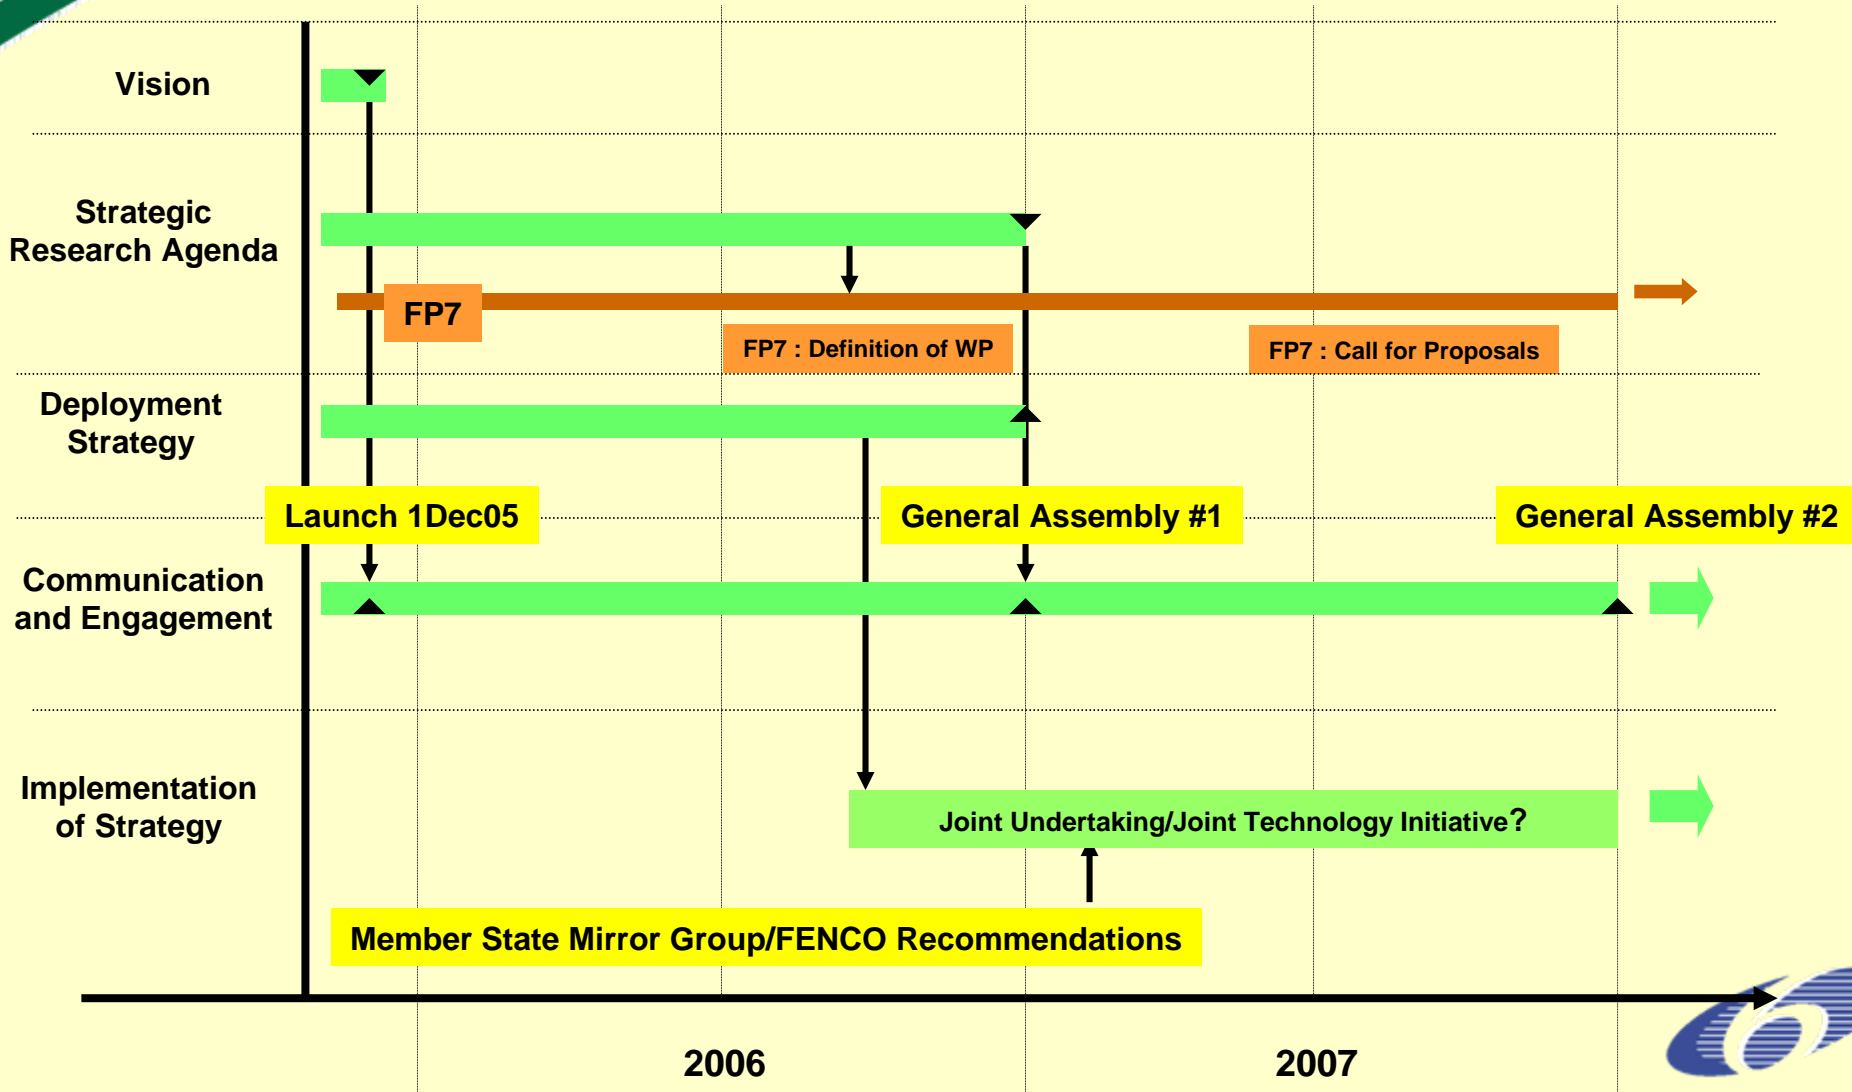 Vision
Strategic
Research Agenda
FP7
FP7 : Definition of WP
FP7 : Call for Proposals
Deployment
Strategy
Launch 1Dec05
General Assembly #1
General Assembly #2
Communication
and Engagement
Implementation
of Strategy
Joint Undertaking/Joint Technology Initiative?
Member State Mirror Group/FENCO Recommendations
2006
2007